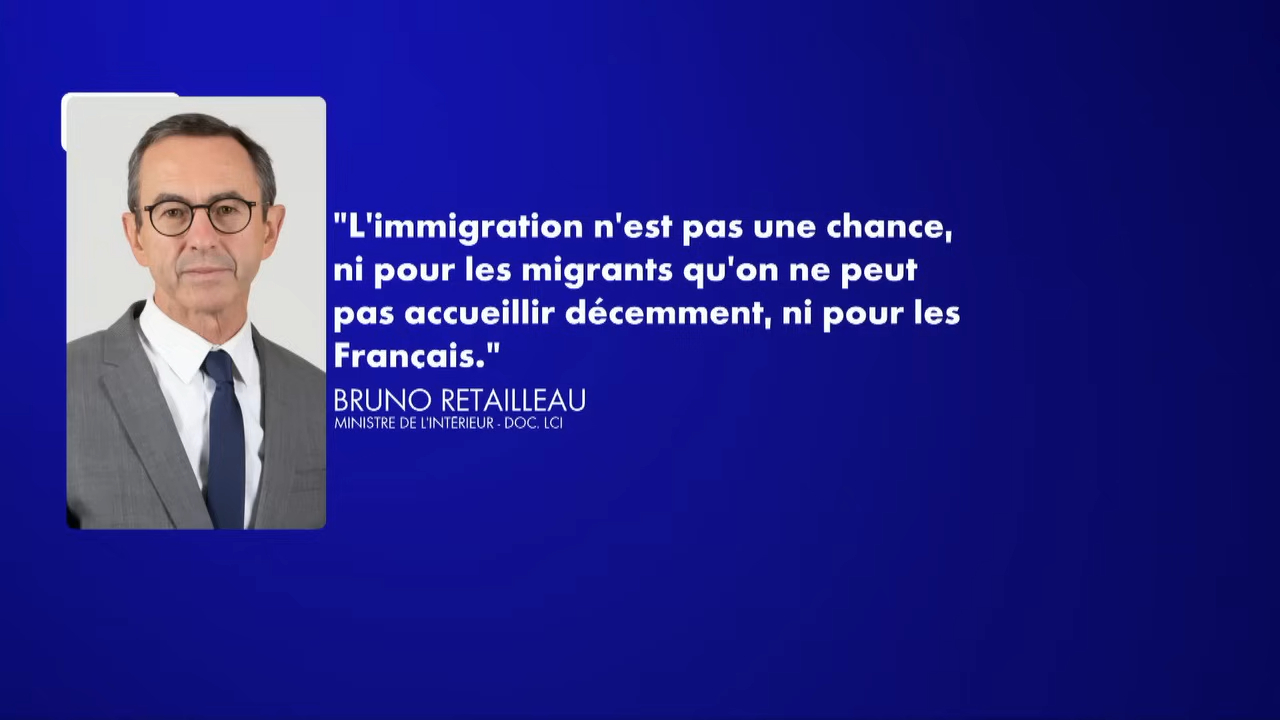 "L'immigration n'est pas une chance,
ni pour les migrants qu'on ne peut
pas accueillir décemment, ni pour les
Français."
BRUNO RETAILLEAU
MINISTRE DE L'INTÉRIEUR - DOC. LCI